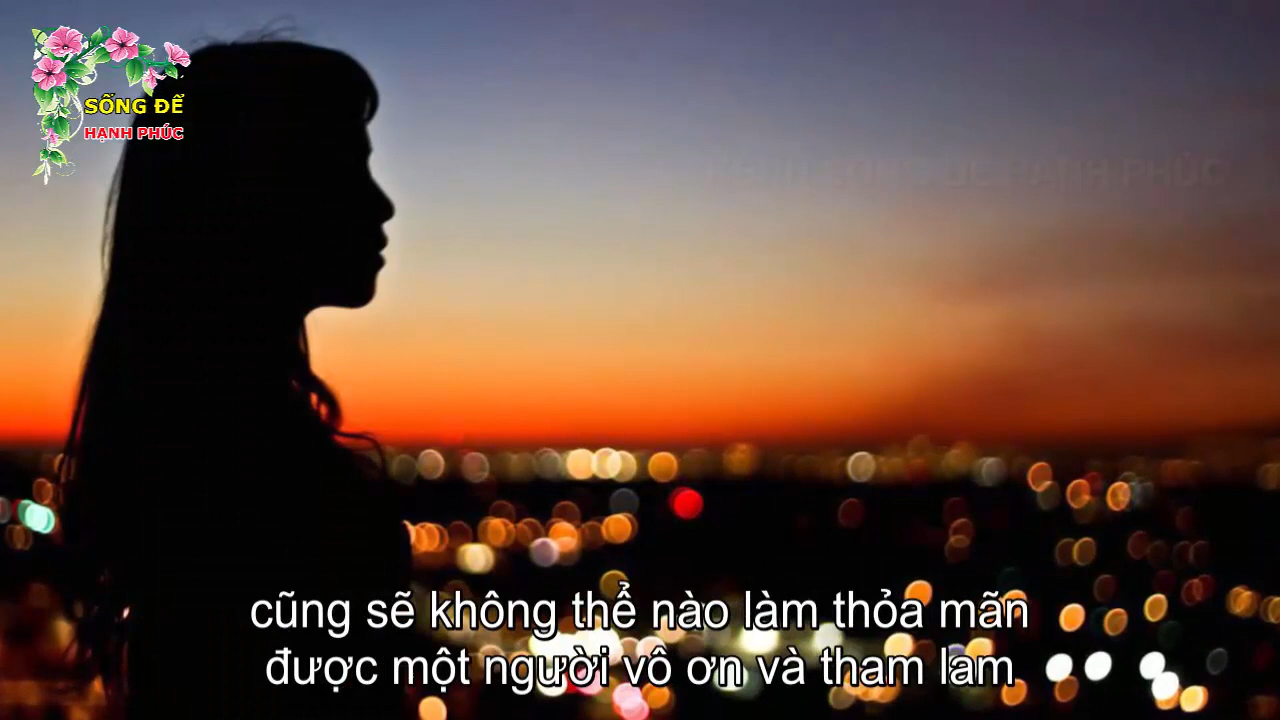 SỐNG ĐỂ
HẠNH PHÚC
cũng sẽ không thể nào làm thỏa mãn
được một người vô ơn và tham lam